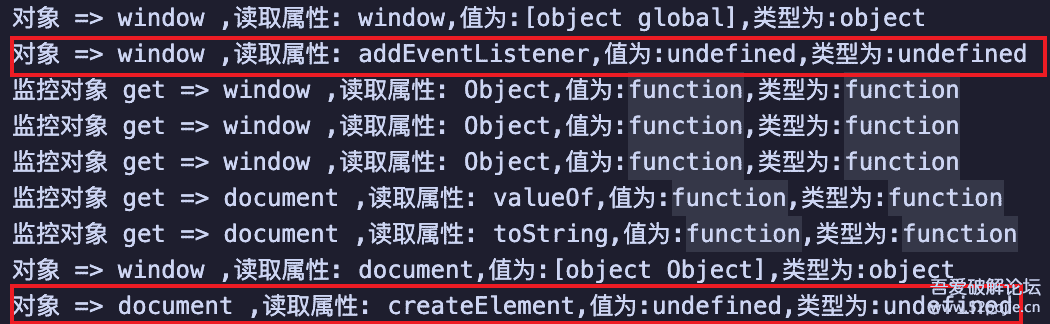 对象 => window ,读取属性: window,值为:[object global],类型为:object
对象 => window ,读取属性: addEventListener,值为:undefined,类型为:undefined
监控对象 get => window ,读取属性: Object,值为:function,类型为:function
监控对象 get => window ,读取属性: Object,值为:function,类型为:function
监控对象 get => window ,读取属性: Object,值为:function,类型为:function
监控对象 get => document ,读取属性: valueOf,值为:function,类型为:function
监控对象 get => document ,读取属性: toString,值为:function,类型为:function
对象 => window ,读取属性: document,值为:[object Object],类型为:object
对象 => document ,读取属性: createElement,值为:undefined,类型为:undefined
吾爱破解论坛
www.52pojie.cn